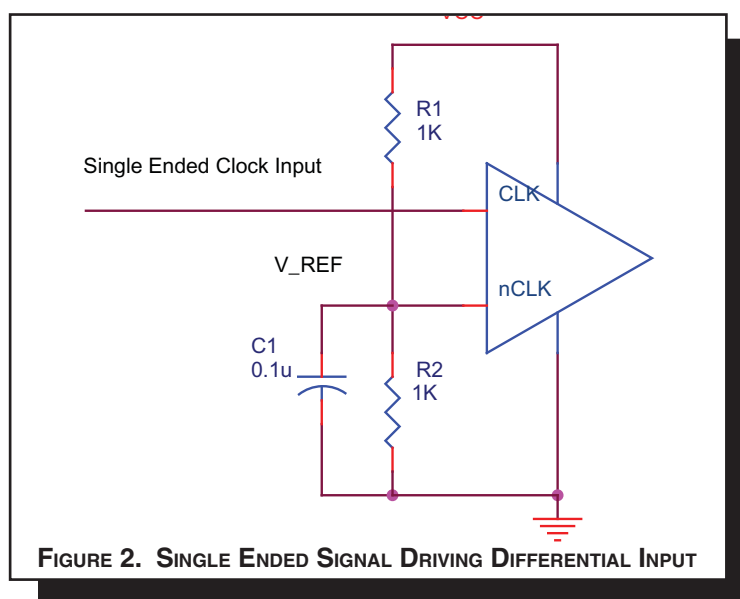 R1
1K
Single Ended Clock Input
CLK
V_REF
nCLK
C1
0.1u
R2
1K
FIGURE 2. SINGLE ENDED SIGNAL DRIVING DIFFERENTIAL INPUT